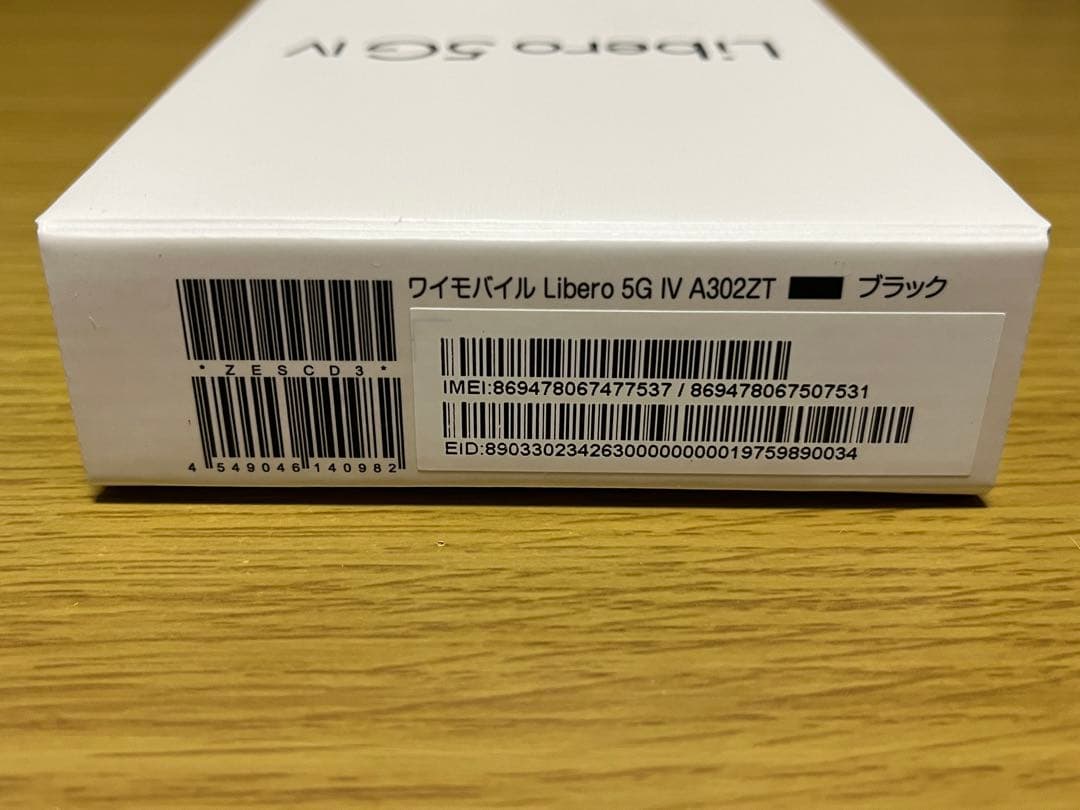 Libero 5G IV
ワイモバイル Libero 5G IV A302ZT ブラック
*ZESCD3*
4 549046 140982
IMEI:869478067477537 / 869478067507531
EID:89033023426300000000019759890034